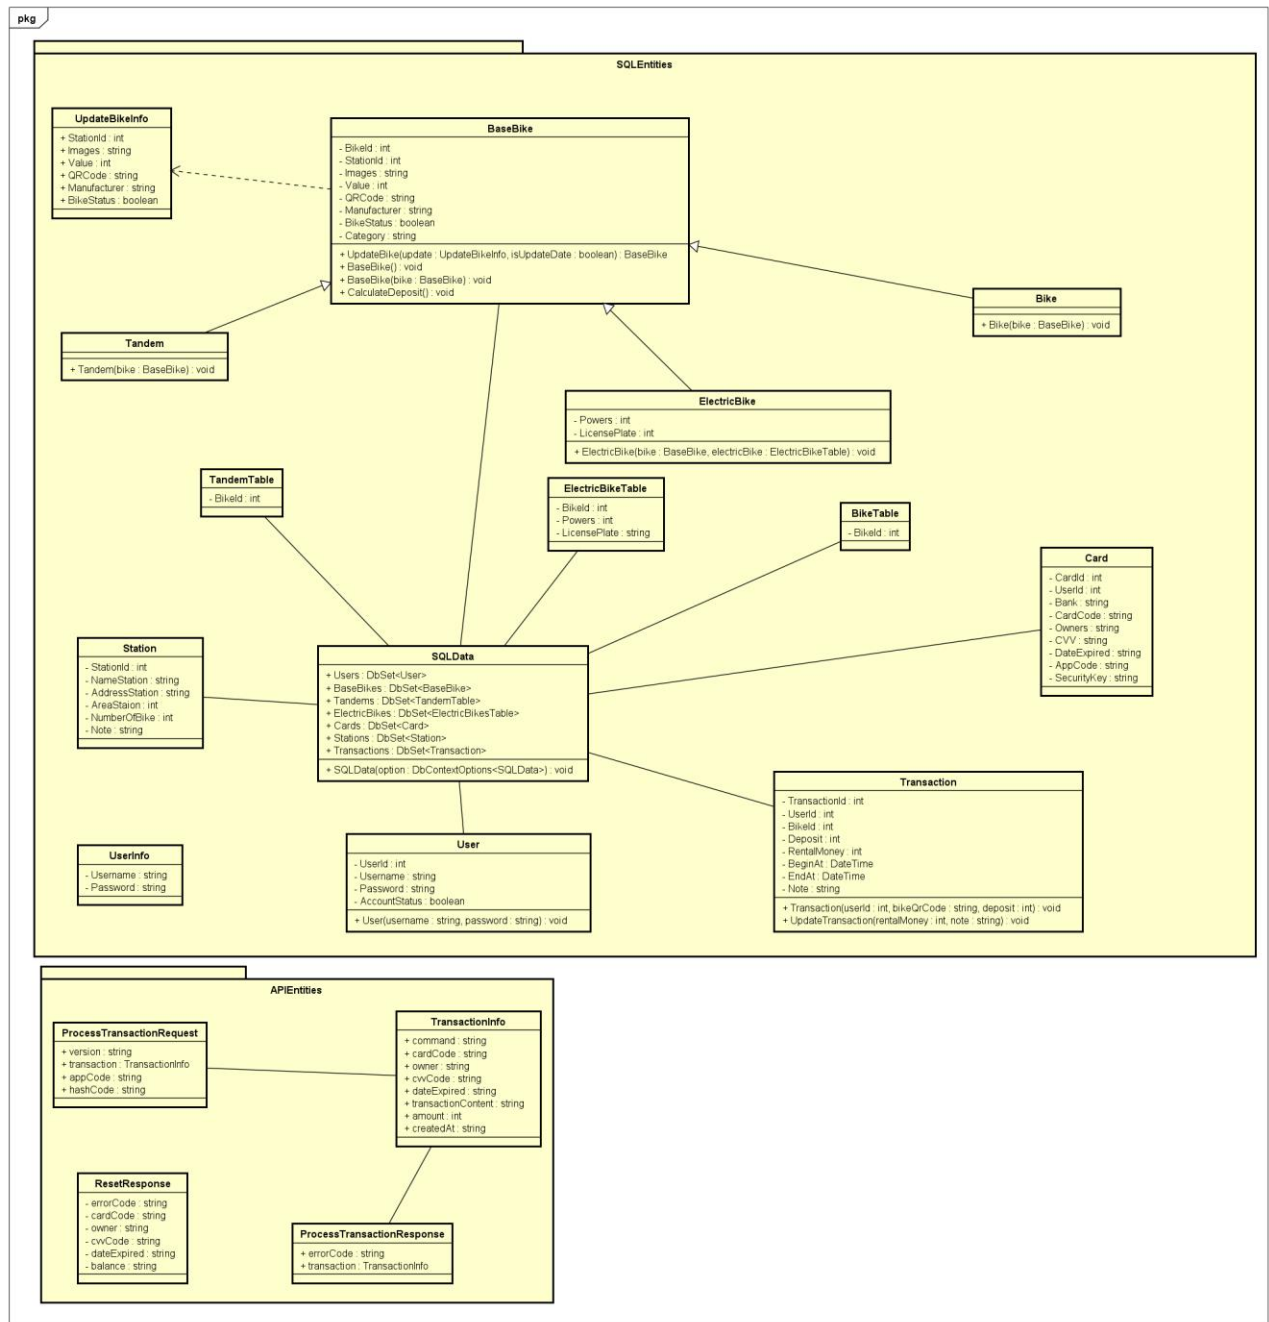 pkg
SQLEntities
UpdateBikeInfo
+ StationId : int
+ Images : string
+ Value : int
+ QRCode : string
+ Manufacturer : string
+ BikeStatus : boolean
BaseBike
- BikeId : int
- StationId : int
- Images : string
- Value : int
- QRCode : string
- Manufacturer : string
- BikeStatus : boolean
- Category : string
+ UpdateBike(update : UpdateBikeInfo, isUpdateDate : boolean) : BaseBike
+ BaseBike() : void
+ BaseBike(bike : BaseBike) : void
+ CalculateDeposit() : void
Bike
+ Bike(bike : BaseBike) : void
Tandem
+ Tandem(bike : BaseBike) : void
ElectricBike
- Powers : int
- LicensePlate : int
+ ElectricBike(bike : BaseBike, electricBike : ElectricBikeTable) : void
TandemTable
- BikeId : int
ElectricBikeTable
- BikeId : int
- Powers : int
- LicensePlate : string
BikeTable
- BikeId : int
Card
- CardId : int
- UserId : int
- Bank : string
- CardCode : string
- Owners : string
- CVV : string
- DateExpired : string
- AppCode : string
- SecurityKey : string
Station
- StationId : int
- NameStation : string
- AddressStation : string
- AreaStaion : int
- NumberOfBike : int
- Note : string
SQLData
+ Users : DbSet<User>
+ BaseBikes : DbSet<BaseBike>
+ Tandems : DbSet<TandemTable>
+ ElectricBikes : DbSet<ElectricBikesTable>
+ Cards : DbSet<Card>
+ Stations : DbSet<Station>
+ Transactions : DbSet<Transaction>
+ SQLData(option : DbContextOptions<SQLData>) : void
Transaction
- TransactionId : int
- UserId : int
- BikeId : int
- Deposit : int
- RentalMoney : int
- BeginAt : DateTime
- EndAt : DateTime
- Note : string
+ Transaction(userId : int, bikeQrCode : string, deposit : int) : void
+ UpdateTransaction(rentalMoney : int, note : string) : void
UserInfo
- Username : string
- Password : string
User
- UserId : int
- Username : string
- Password : string
- AccountStatus : boolean
+ User(username : string, password : string) : void
APIEntities
ProcessTransactionRequest
+ version : string
+ transaction : TransactionInfo
+ appCode : string
+ hashCode : string
TransactionInfo
+ command : string
+ cardCode : string
+ owner : string
+ cvvCode : string
+ dateExpired : string
+ transactionContent : string
+ amount : int
+ createdAt : string
ResetResponse
- errorCode : string
- cardCode : string
- owner : string
- cvvCode : string
- dateExpired : string
- balance : string
ProcessTransactionResponse
+ errorCode : string
+ transaction : TransactionInfo